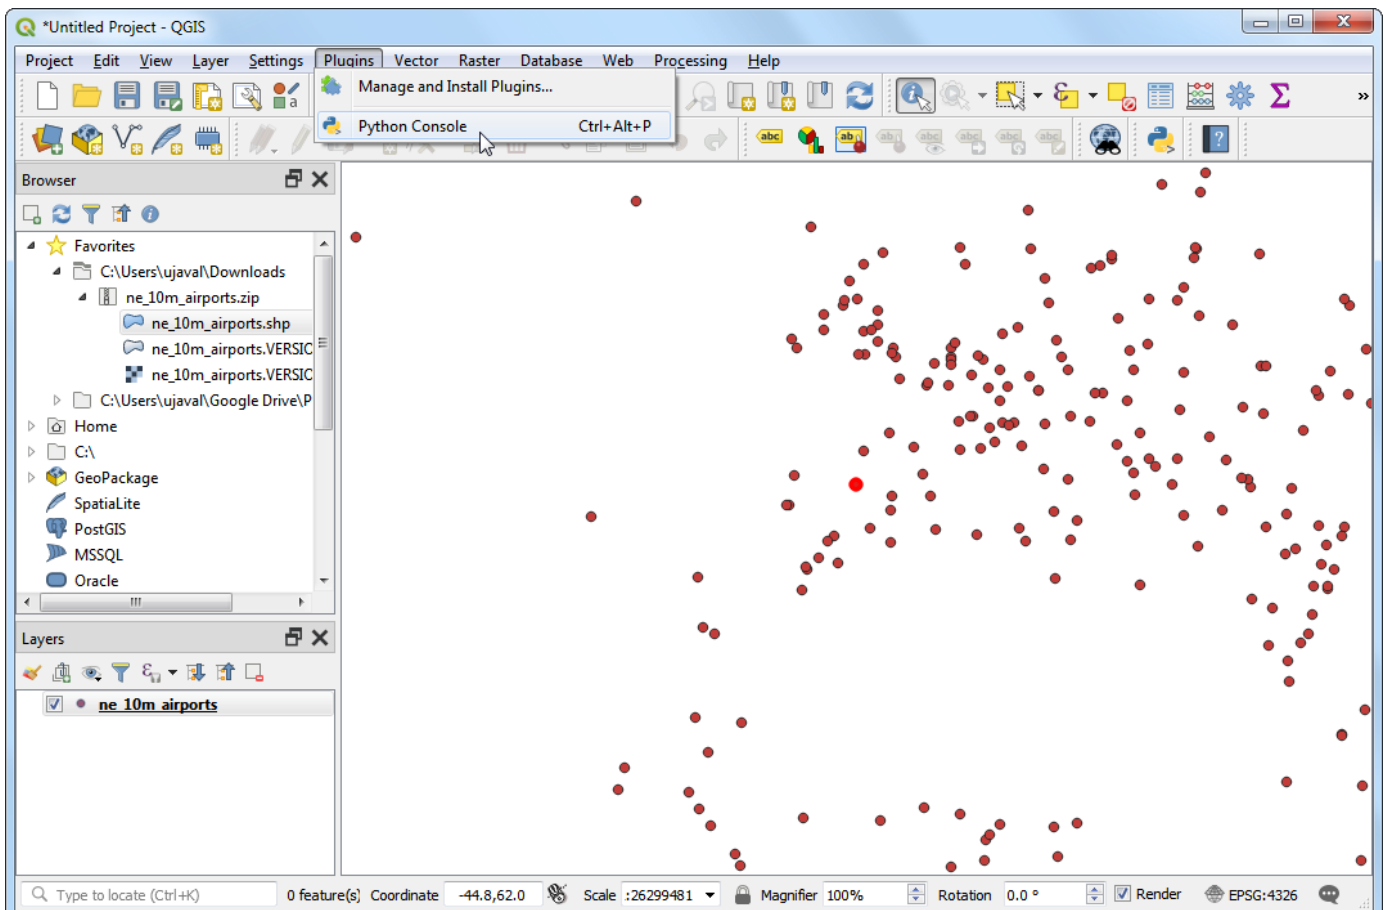 *Untitled Project - QGIS
Project Edit View Layer Settings Plugins Vector Raster Database Web Processing Help
Manage and Install Plugins...
Python Console Ctrl+Alt+P
abc
Browser
Favorites
C:\Users\ujaval\Downloads
ne_10m_airports.zip
ne_10m_airports.shp
ne_10m_airports.VERSIC
ne_10m_airports.VERSIC
C:\Users\ujaval\Google Drive\P
Home
C:\
GeoPackage
SpatiaLite
PostGIS
MSSQL
Oracle
Layers
ne_10m_airports
Type to locate (Ctrl+K) 0 feature(s) Coordinate -44.8,62.0 Scale :26299481 Magnifier 100% Rotation 0.0 ° Render EPSG:4326